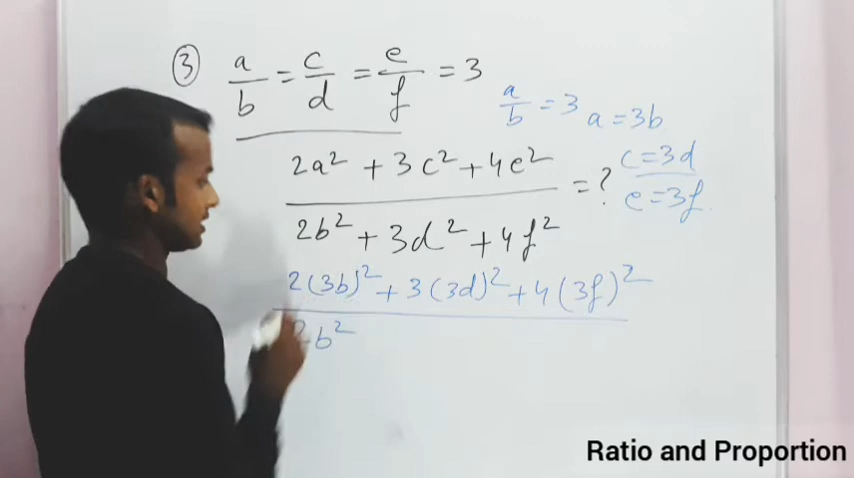 ③ a/b = c/d = e/f = 3
a/b = 3 a = 3b
c = 3d
e = 3f
(2a² + 3c² + 4e²)/(2b² + 3d² + 4f²) = ?
2(3b)² + 3(3d)² + 4(3f)²
2b²
Ratio and Proportion